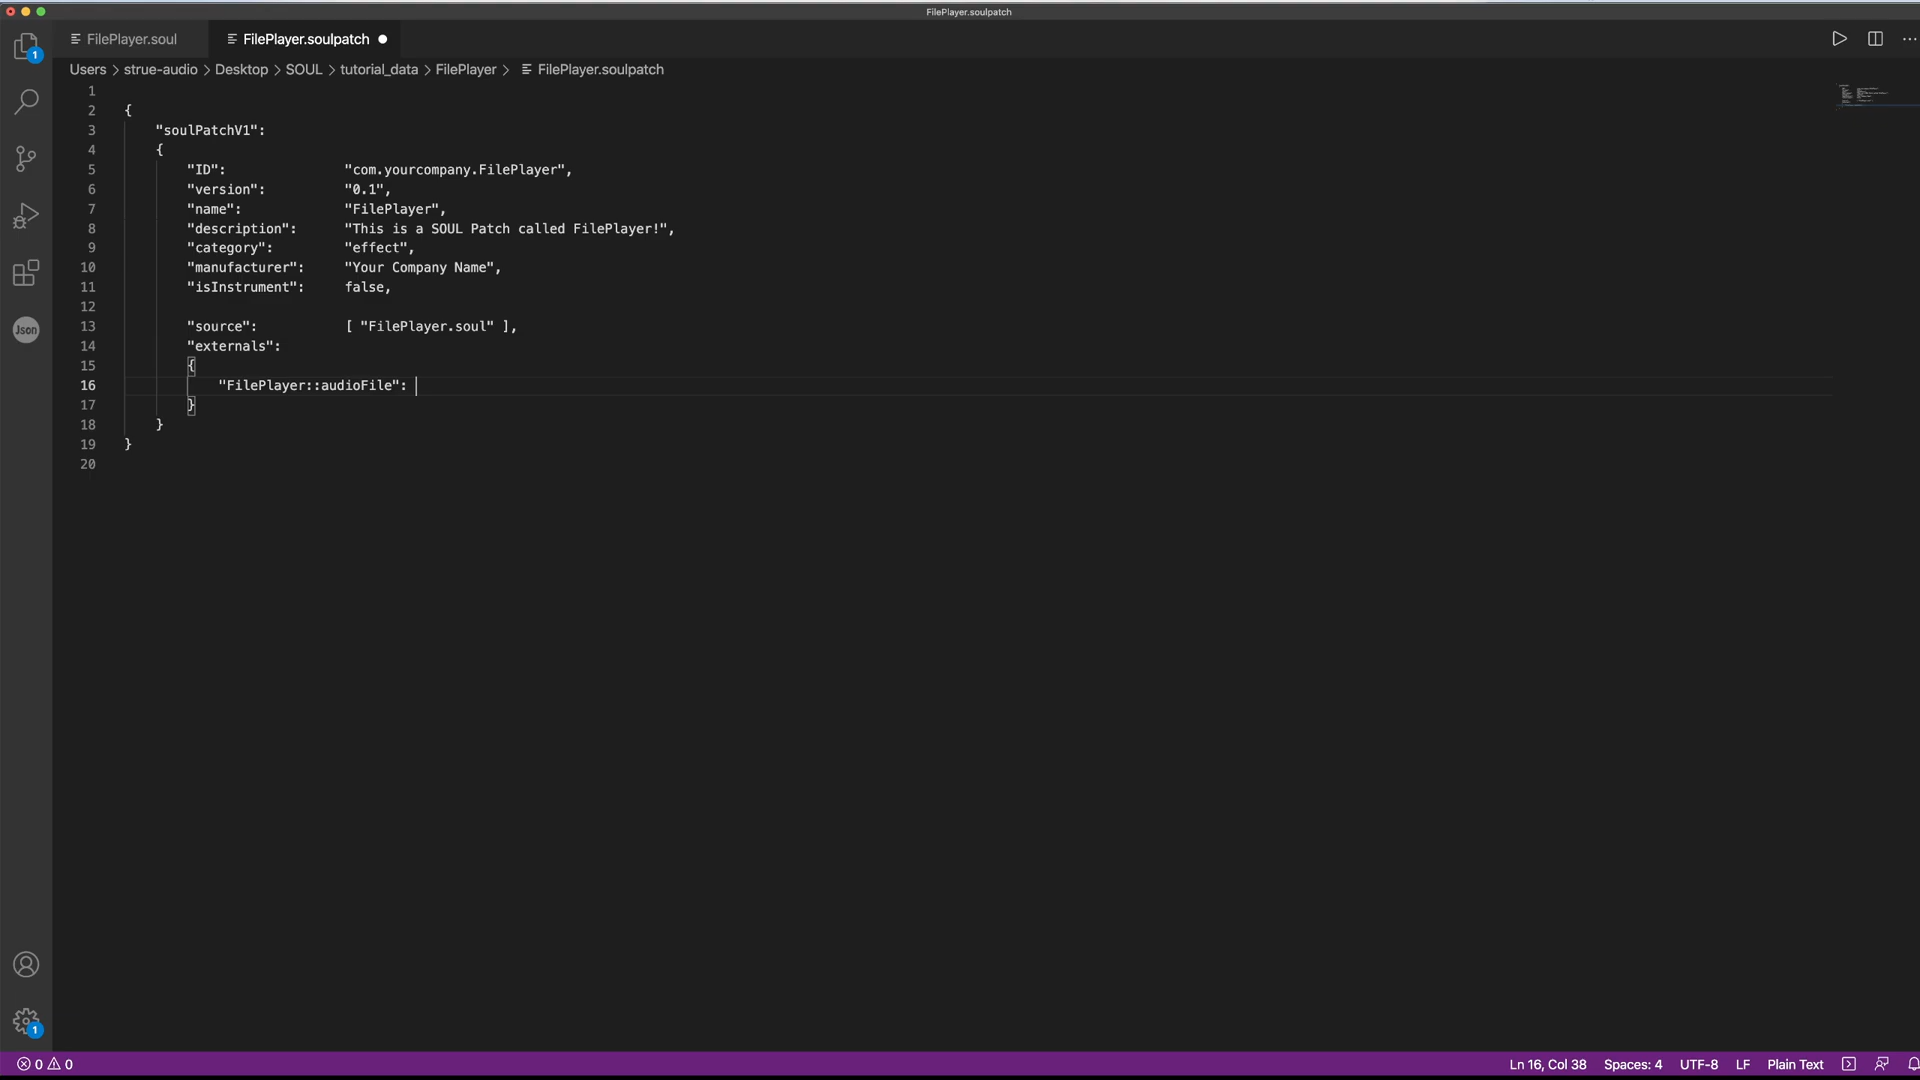 FilePlayer.soulpatch
FilePlayer.soul
FilePlayer.soulpatch
Users > strue-audio > Desktop > SOUL > tutorial_data > FilePlayer > FilePlayer.soulpatch
1
2 {
3 "soulPatchV1":
4 {
5 "ID": "com.yourcompany.FilePlayer",
6 "version": "0.1",
7 "name": "FilePlayer",
8 "description": "This is a SOUL Patch called FilePlayer!",
9 "category": "effect",
10 "manufacturer": "Your Company Name",
11 "isInstrument": false,
12
13 "source": [ "FilePlayer.soul" ],
14 "externals":
15 {
16 "FilePlayer::audioFile":
17 }
18 }
19 }
20
1
Json
1
0 0
Ln 16, Col 38 Spaces: 4 UTF-8 LF Plain Text